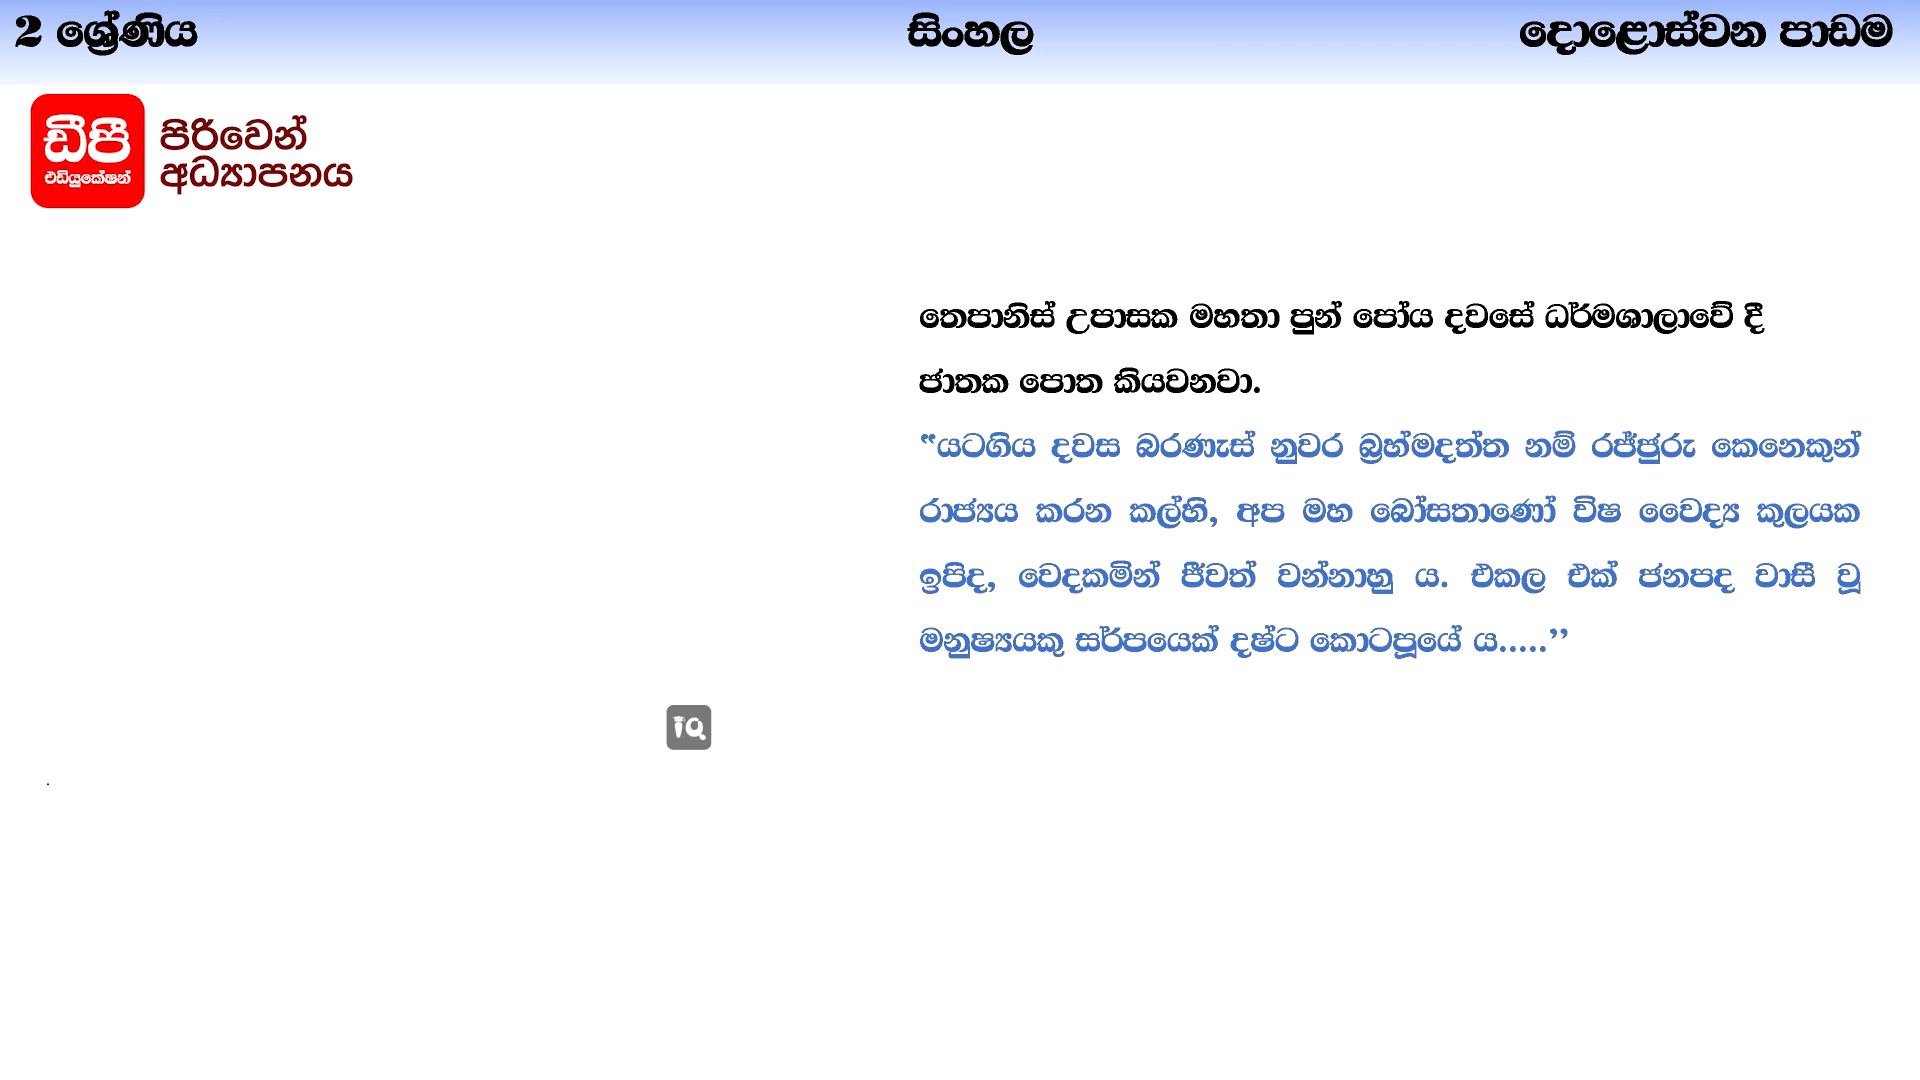 2 ශ්‍රේණිය
සිංහල
දොළොස්වන පාඩම
ඩීපී
එඩියුකේෂන්
පිරිවෙන්
අධ්‍යාපනය
තෙපානිස් උපාසක මහතා පුන් පෝය දවසේ ධර්මශාලාවේ දී
ජාතක පොත කියවනවා.
“යටගිය දවස බරණැස් නුවර බ්‍රහ්මදත්ත නම් රජ්ජුරු කෙනෙකුන්
රාජ්‍යය කරන කල්හි, අප මහ බෝසතාණෝ විෂ වෛද්‍ය කුලයක
ඉපිද, වෙදකමින් ජීවත් වන්නාහු ය. එකල එක් ජනපද වාසී වූ
මනුෂ්‍යයකු සර්පයෙක් දෂ්ට කොටපූයේ ය.....’’
iQ